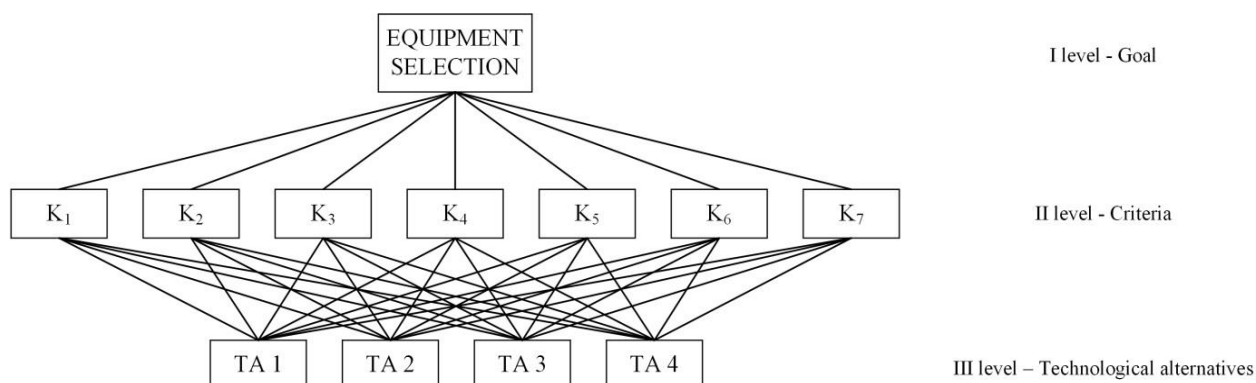 EQUIPMENT
SELECTION
I level - Goal
K₁ K₂ K₃ K₄ K₅ K₆ K₇
II level - Criteria
TA 1 TA 2 TA 3 TA 4
III level – Technological alternatives